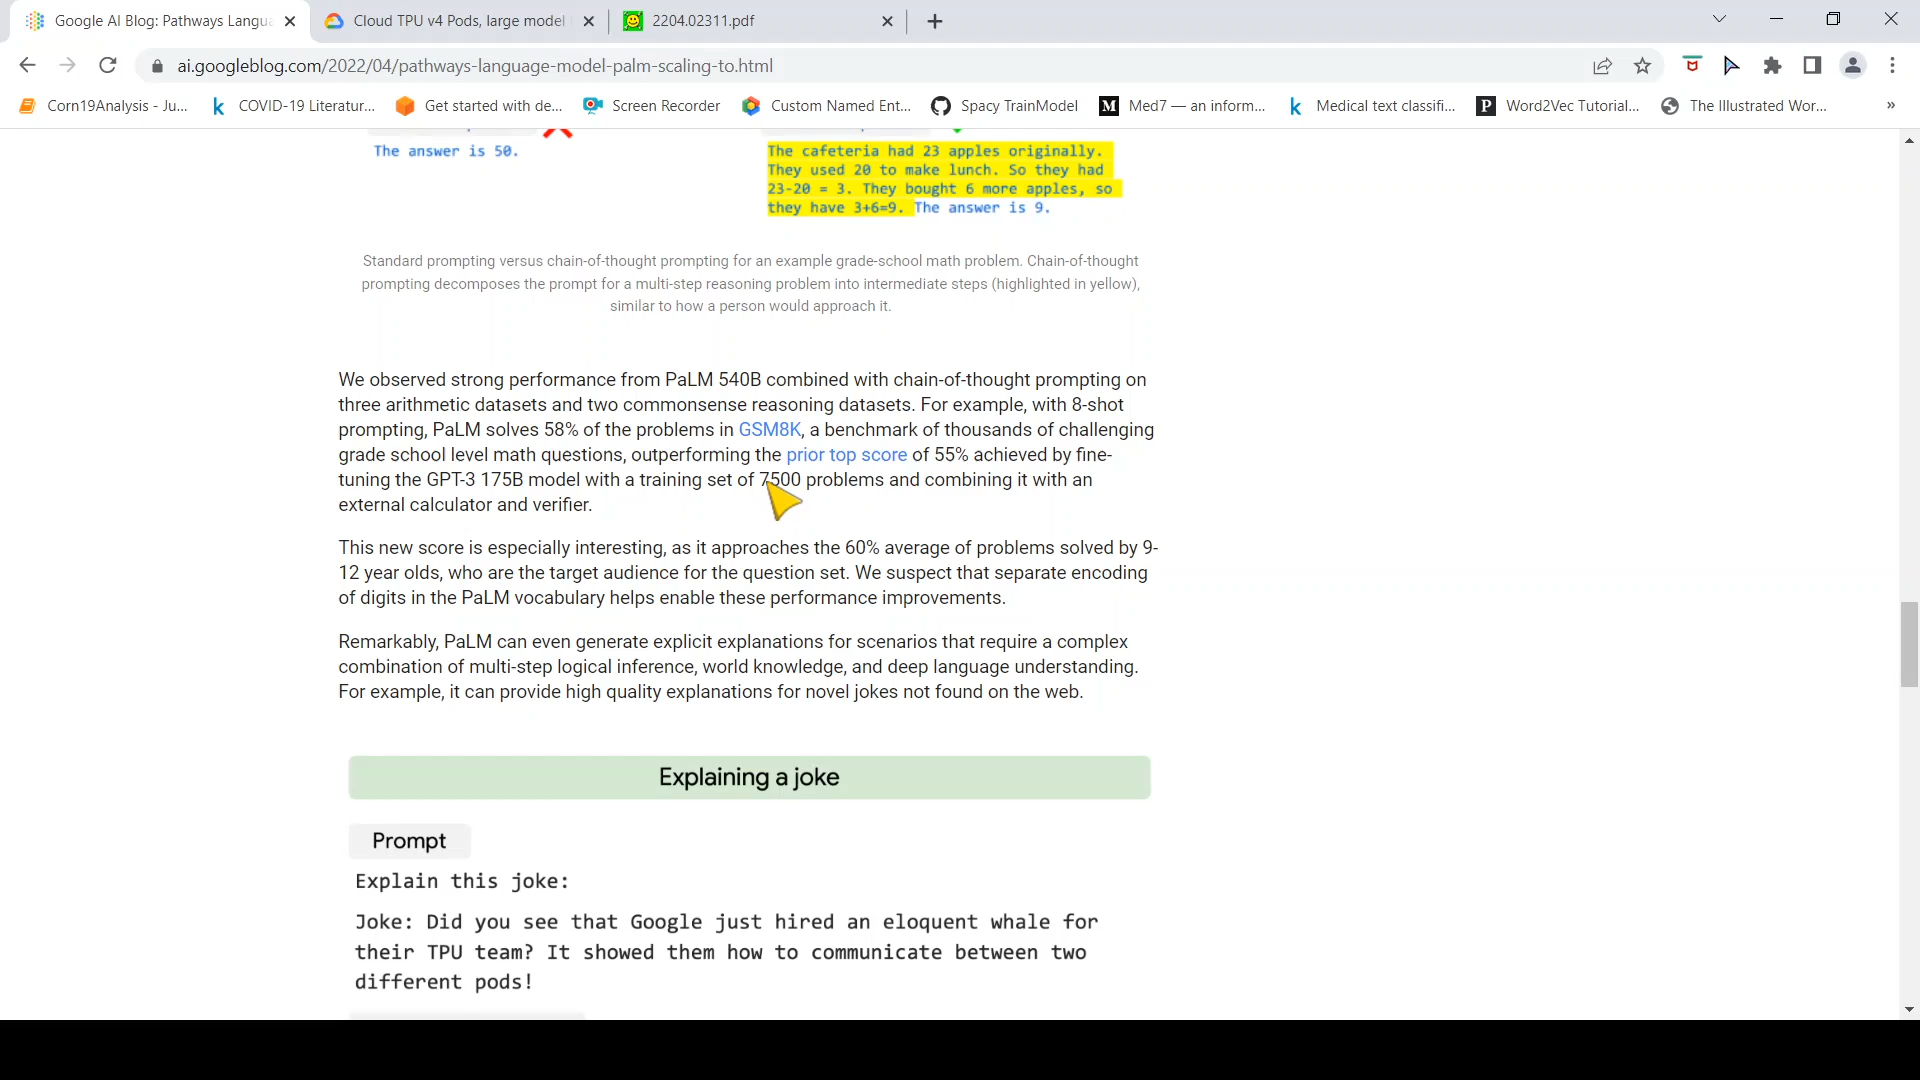 Google AI Blog: Pathways Langua
Cloud TPU v4 Pods, large model
2204.02311.pdf
ai.googleblog.com/2022/04/pathways-language-model-palm-scaling-to.html
Corn19Analysis - Ju...
COVID-19 Literatur...
Get started with de...
Screen Recorder
Custom Named Ent...
Spacy TrainModel
Med7 — an inform...
Medical text classifi...
Word2Vec Tutorial...
The Illustrated Wor...
The answer is 50.
The cafeteria had 23 apples originally.
They used 20 to make lunch. So they had
23-20 = 3. They bought 6 more apples, so
they have 3+6=9. The answer is 9.
Standard prompting versus chain-of-thought prompting for an example grade-school math problem. Chain-of-thought
prompting decomposes the prompt for a multi-step reasoning problem into intermediate steps (highlighted in yellow),
similar to how a person would approach it.
We observed strong performance from PaLM 540B combined with chain-of-thought prompting on
three arithmetic datasets and two commonsense reasoning datasets. For example, with 8-shot
prompting, PaLM solves 58% of the problems in GSM8K, a benchmark of thousands of challenging
grade school level math questions, outperforming the prior top score of 55% achieved by fine-
tuning the GPT-3 175B model with a training set of 7500 problems and combining it with an
external calculator and verifier.
This new score is especially interesting, as it approaches the 60% average of problems solved by 9-
12 year olds, who are the target audience for the question set. We suspect that separate encoding
of digits in the PaLM vocabulary helps enable these performance improvements.
Remarkably, PaLM can even generate explicit explanations for scenarios that require a complex
combination of multi-step logical inference, world knowledge, and deep language understanding.
For example, it can provide high quality explanations for novel jokes not found on the web.
Explaining a joke
Prompt
Explain this joke:
Joke: Did you see that Google just hired an eloquent whale for
their TPU team? It showed them how to communicate between two
different pods!